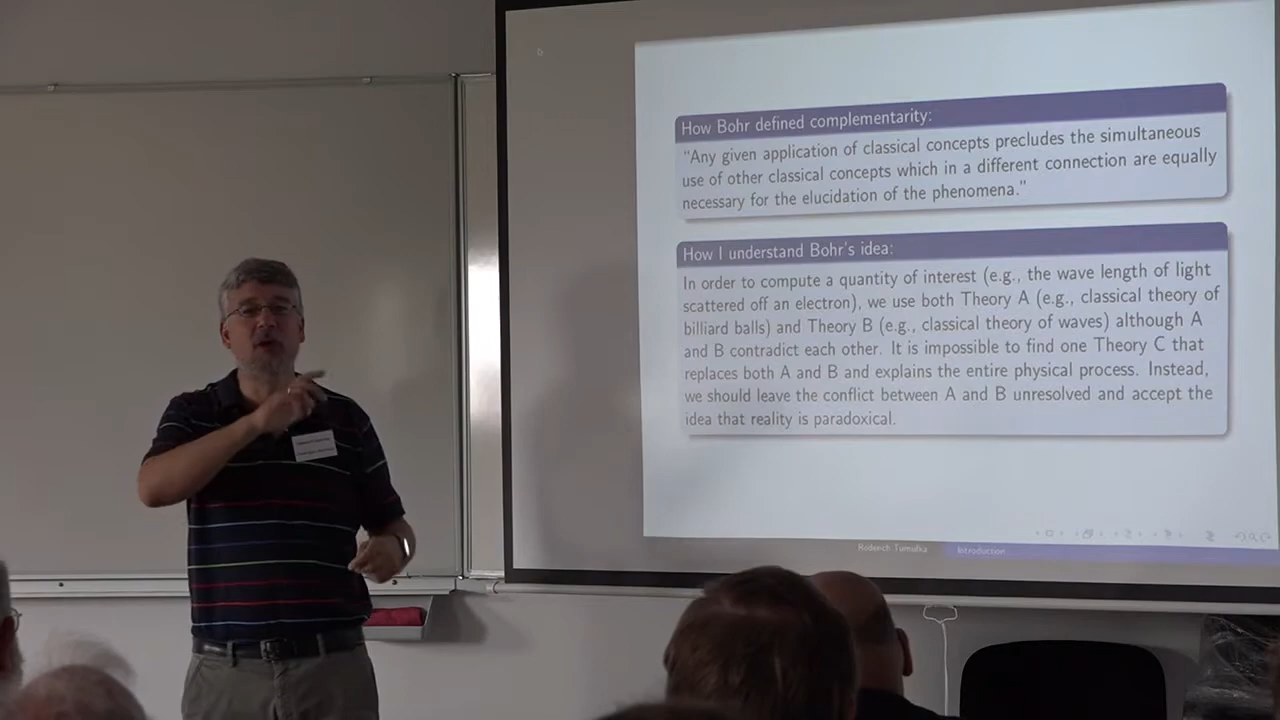 How Bohr defined complementarity:
"Any given application of classical concepts precludes the simultaneous
use of other classical concepts which in a different connection are equally
necessary for the elucidation of the phenomena."
How I understand Bohr's idea:
In order to compute a quantity of interest (e.g., the wave length of light
scattered off an electron), we use both Theory A (e.g., classical theory of
billiard balls) and Theory B (e.g., classical theory of waves) although A
and B contradict each other. It is impossible to find one Theory C that
replaces both A and B and explains the entire physical process. Instead,
we should leave the conflict between A and B unresolved and accept the
idea that reality is paradoxical.
Roderich Tumulka
Introduction